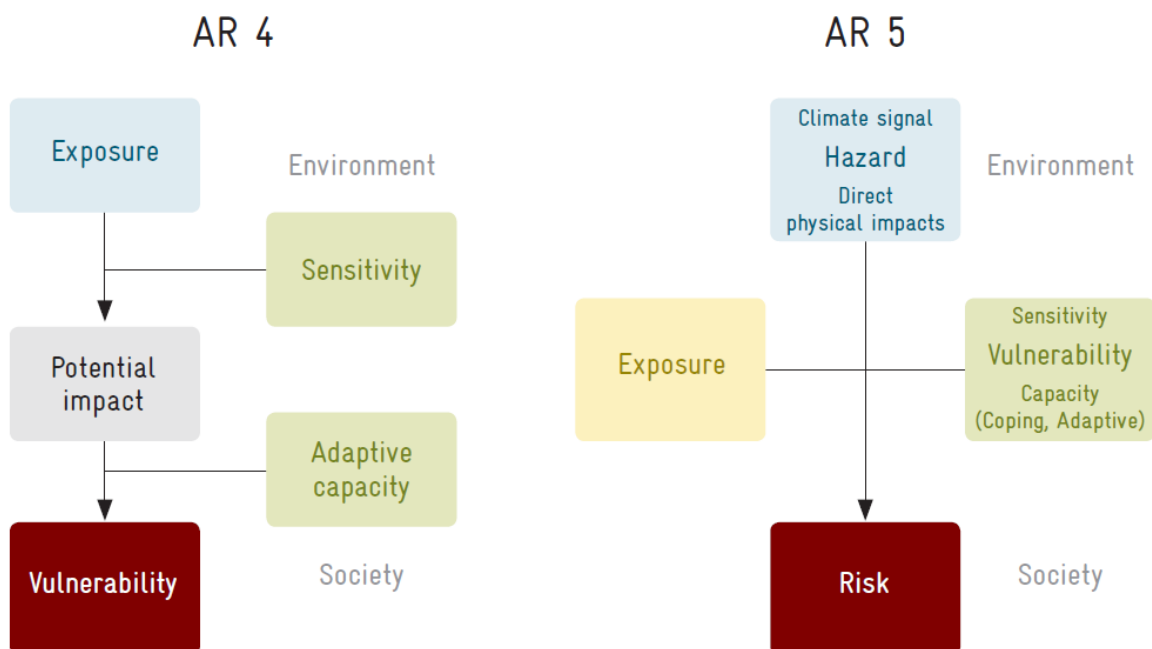 AR 4
Exposure
Environment
Sensitivity
Potential
impact
Adaptive
capacity
Vulnerability
Society
AR 5
Climate signal
Hazard
Direct
physical impacts
Environment
Exposure
Sensitivity
Vulnerability
Capacity
(Coping, Adaptive)
Risk
Society